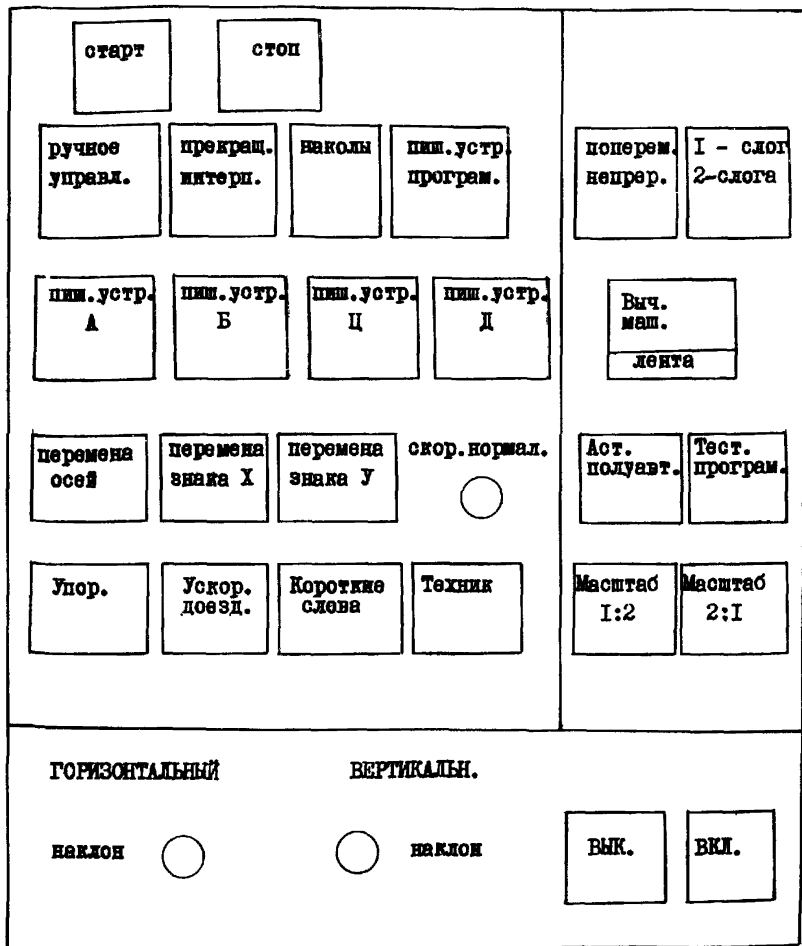 старт
стоп
ручное
управл.
прекращ.
интерп.
наколы
пиш.устр.
програм.
поперем.
непрер.
I - слог
2-слога
пиш.устр.
А
пиш.устр.
Б
пиш.устр.
Ц
пиш.устр.
Д
Выч.
маш.
лента
перемена
осей
перемена
знака X
перемена
знака У
скор.нормал.
Аст.
полуавт.
Тест.
програм.
Упор.
Ускор.
доезд.
Короткие
слова
Техник
Масштаб
I:2
Масштаб
2:I
ГОРИЗОНТАЛЬНЫЙ
ВЕРТИКАЛЬН.
наклон
наклон
ВЫК.
ВКЛ.